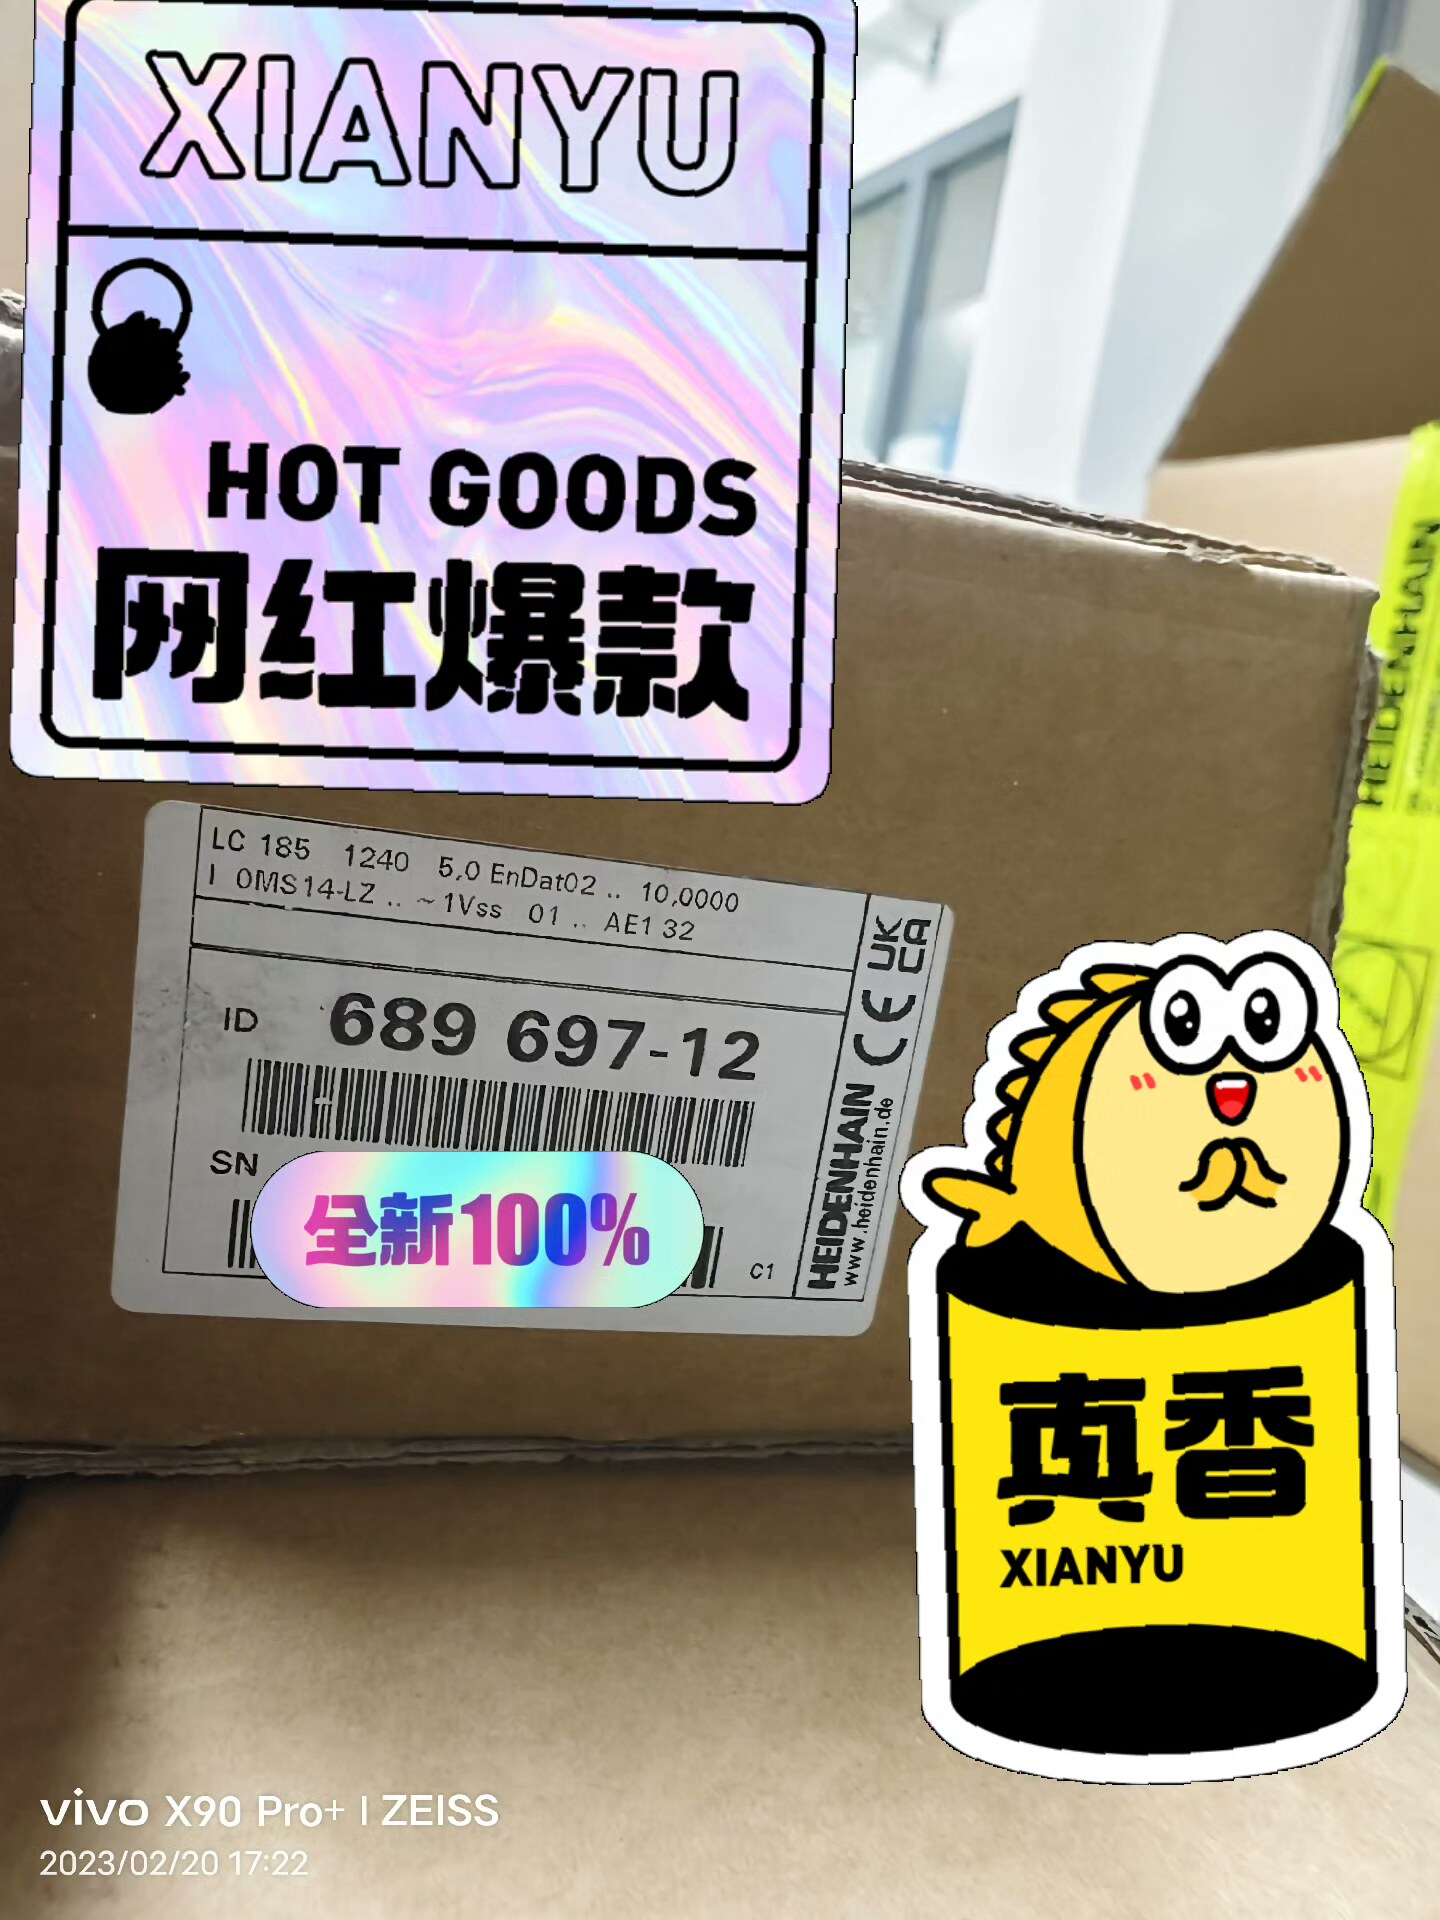 XIANYU
HOT GOODS
网红爆款
LC 185 1240 5,0 EnDat02 .. 10,0000
I 0MS14-LZ .. ~1Vss 01 .. AE1 32
ID 689 697-12
SN
全新100%
C1
HEIDENHAIN
www.heidenhain.de
CE UK
CA
HEIDENHAIN
真香
XIANYU
vivo X90 Pro+ | ZEISS
2023/02/20 17:22